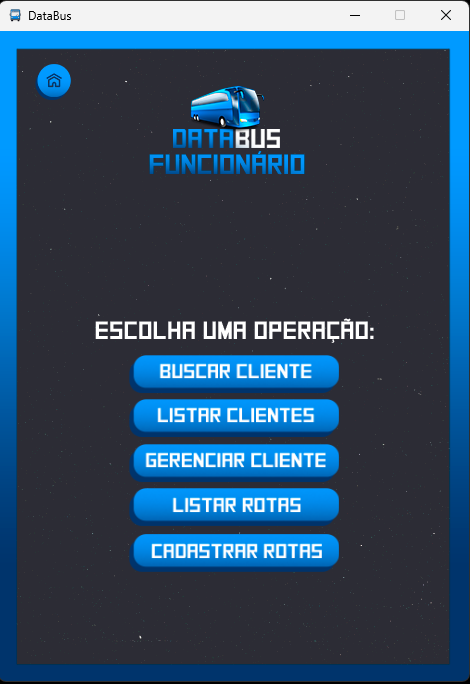 DataBus
DATABUS
FUNCIONÁRIO
ESCOLHA UMA OPERAÇÃO:
BUSCAR CLIENTE
LISTAR CLIENTES
GERENCIAR CLIENTE
LISTAR ROTAS
CADASTRAR ROTAS